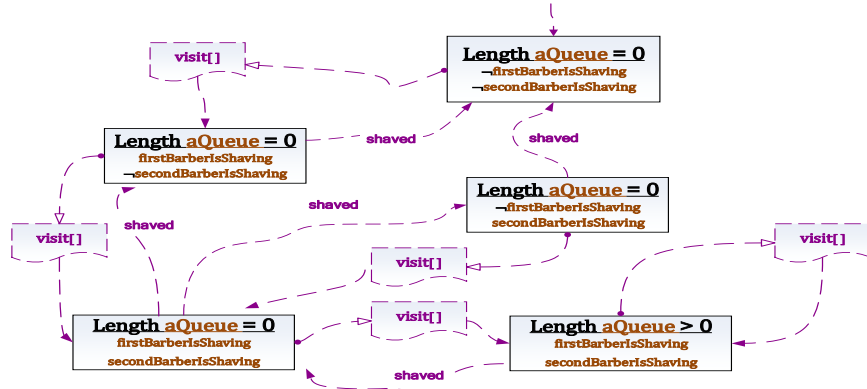 visit[]
Length aQueue = 0
¬firstBarberIsShaving
¬secondBarberIsShaving
Length aQueue = 0
firstBarberIsShaving
¬secondBarberIsShaving
shaved
shaved
Length aQueue = 0
¬firstBarberIsShaving
secondBarberIsShaving
shaved
shaved
visit[]
visit[]
visit[]
Length aQueue = 0
firstBarberIsShaving
secondBarberIsShaving
visit[]
Length aQueue > 0
firstBarberIsShaving
secondBarberIsShaving
shaved